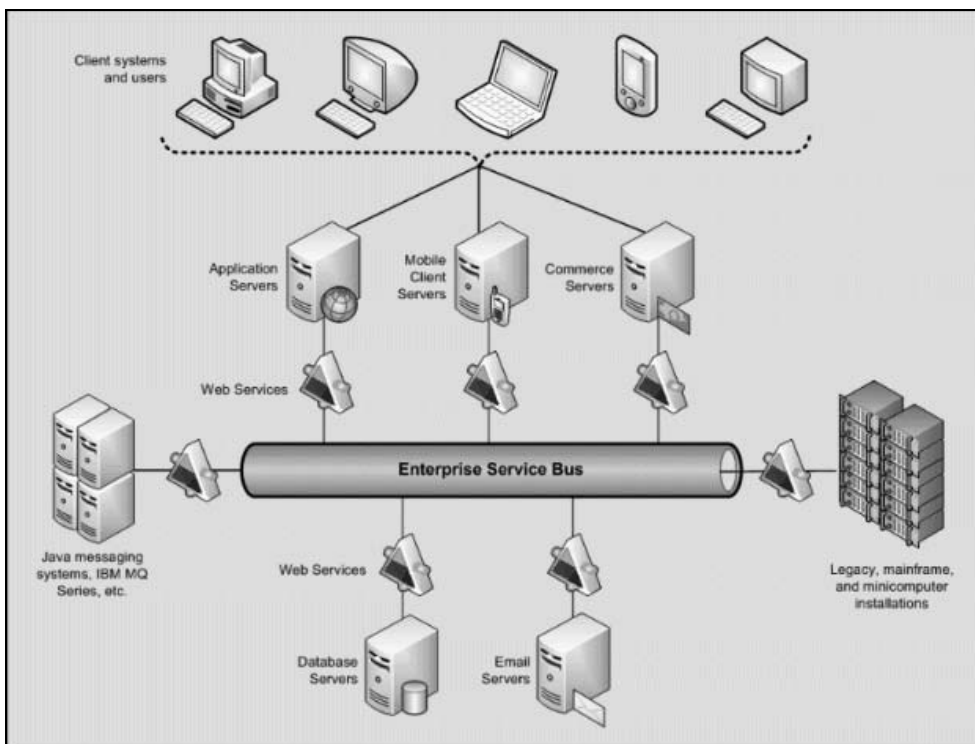 Client systems
and users
Application
Servers
Mobile
Client
Servers
Commerce
Servers
Web Services
Enterprise Service Bus
Java messaging
systems, IBM MQ
Series, etc.
Web Services
Legacy, mainframe,
and minicomputer
installations
Database
Servers
Email
Servers